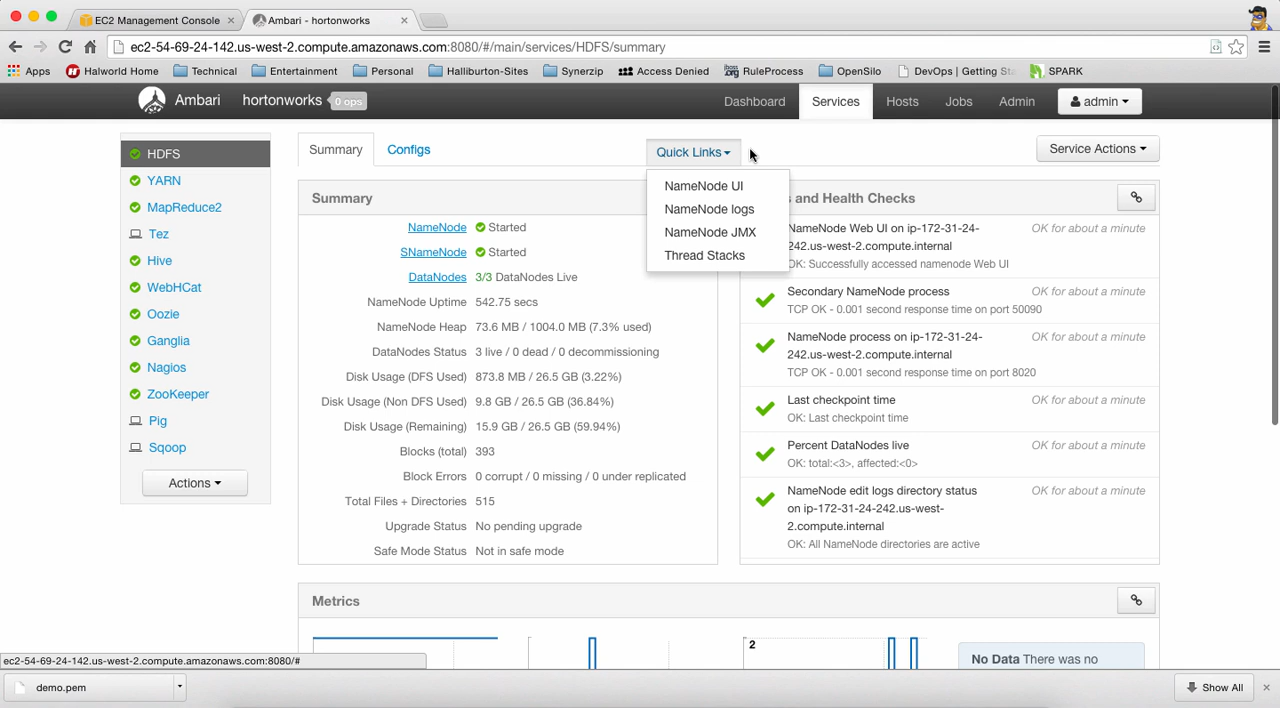 EC2 Management Console
Ambari - hortonworks
ec2-54-69-24-142.us-west-2.compute.amazonaws.com:8080/#/main/services/HDFS/summary
Apps
Halworld Home
Technical
Entertainment
Personal
Halliburton-Sites
Synerzip
Access Denied
RuleProcess
OpenSilo
DevOps | Getting Sta
SPARK
Ambari
hortonworks
0 ops
Dashboard
Services
Hosts
Jobs
Admin
admin
HDFS
YARN
MapReduce2
Tez
Hive
WebHCat
Oozie
Ganglia
Nagios
ZooKeeper
Pig
Sqoop
Actions
Summary
Configs
Quick Links
NameNode UI
NameNode logs
NameNode JMX
Thread Stacks
Service Actions
Summary
NameNode Started
SNameNode Started
DataNodes 3/3 DataNodes Live
NameNode Uptime 542.75 secs
NameNode Heap 73.6 MB / 1004.0 MB (7.3% used)
DataNodes Status 3 live / 0 dead / 0 decommissioning
Disk Usage (DFS Used) 873.8 MB / 26.5 GB (3.22%)
Disk Usage (Non DFS Used) 9.8 GB / 26.5 GB (36.84%)
Disk Usage (Remaining) 15.9 GB / 26.5 GB (59.94%)
Blocks (total) 393
Block Errors 0 corrupt / 0 missing / 0 under replicated
Total Files + Directories 515
Upgrade Status No pending upgrade
Safe Mode Status Not in safe mode
s and Health Checks
NameNode Web UI on ip-172-31-24-
OK for about a minute
242.us-west-2.compute.internal
OK: Successfully accessed namenode Web UI
Secondary NameNode process
OK for about a minute
TCP OK - 0.001 second response time on port 50090
NameNode process on ip-172-31-24-
OK for about a minute
242.us-west-2.compute.internal
TCP OK - 0.001 second response time on port 8020
Last checkpoint time
OK for about a minute
OK: Last checkpoint time
Percent DataNodes live
OK for about a minute
OK: total:<3>, affected:<0>
NameNode edit logs directory status
OK for about a minute
on ip-172-31-24-242.us-west-
2.compute.internal
OK: All NameNode directories are active
Metrics
2
No Data There was no
ec2-54-69-24-142.us-west-2.compute.amazonaws.com:8080/#
demo.pem
Show All